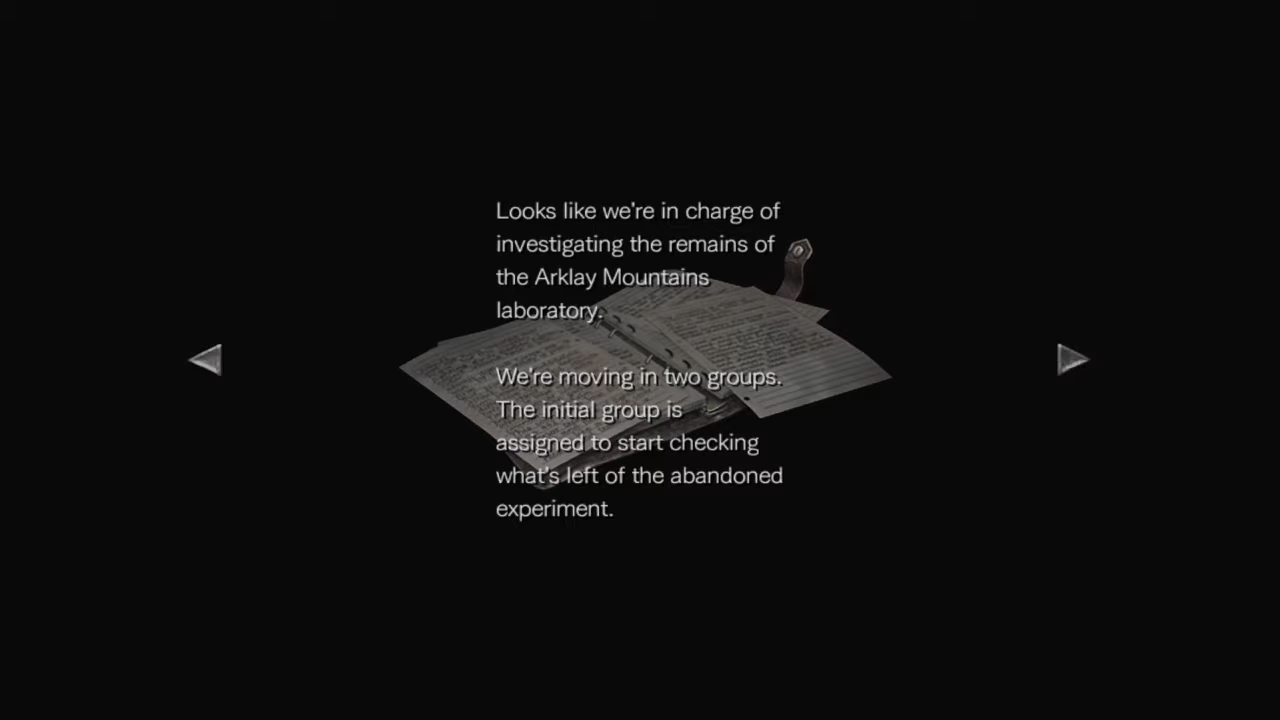 Looks like we're in charge of
investigating the remains of
the Arklay Mountains
laboratory.
We're moving in two groups.
The initial group is
assigned to start checking
what's left of the abandoned
experiment.